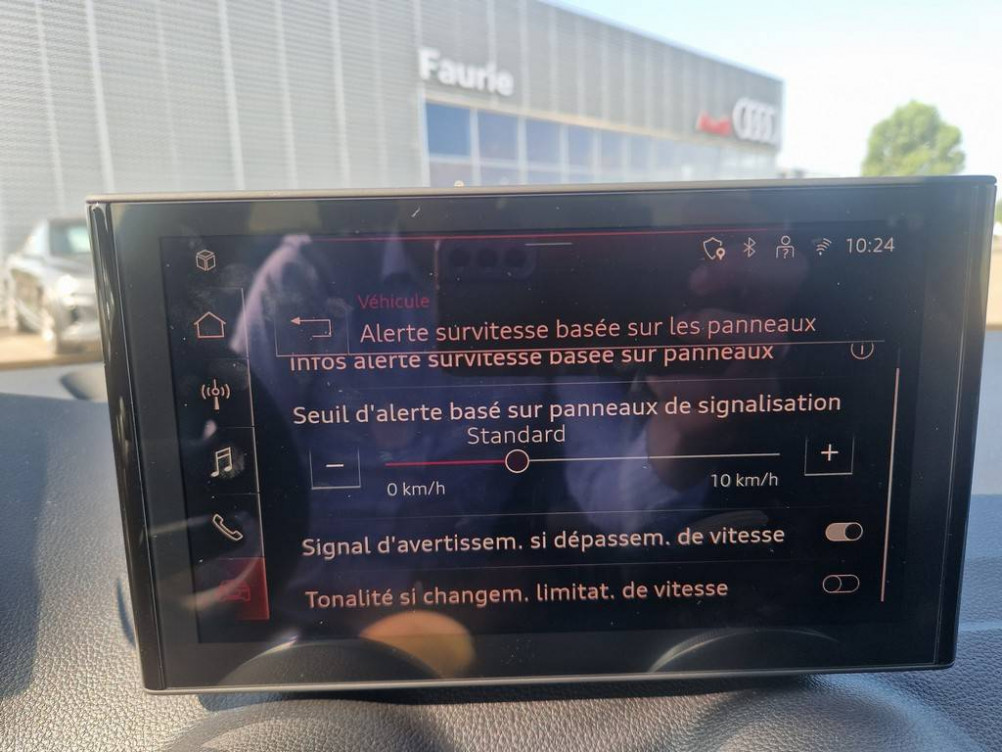 Faurie
Audi
10:24
Véhicule
Alerte survitesse basée sur les panneaux
Infos alerte survitesse basée sur panneaux
Seuil d'alerte basé sur panneaux de signalisation
Standard
− +
0 km/h 10 km/h
Signal d'avertissem. si dépassem. de vitesse
Tonalité si changem. limitat. de vitesse